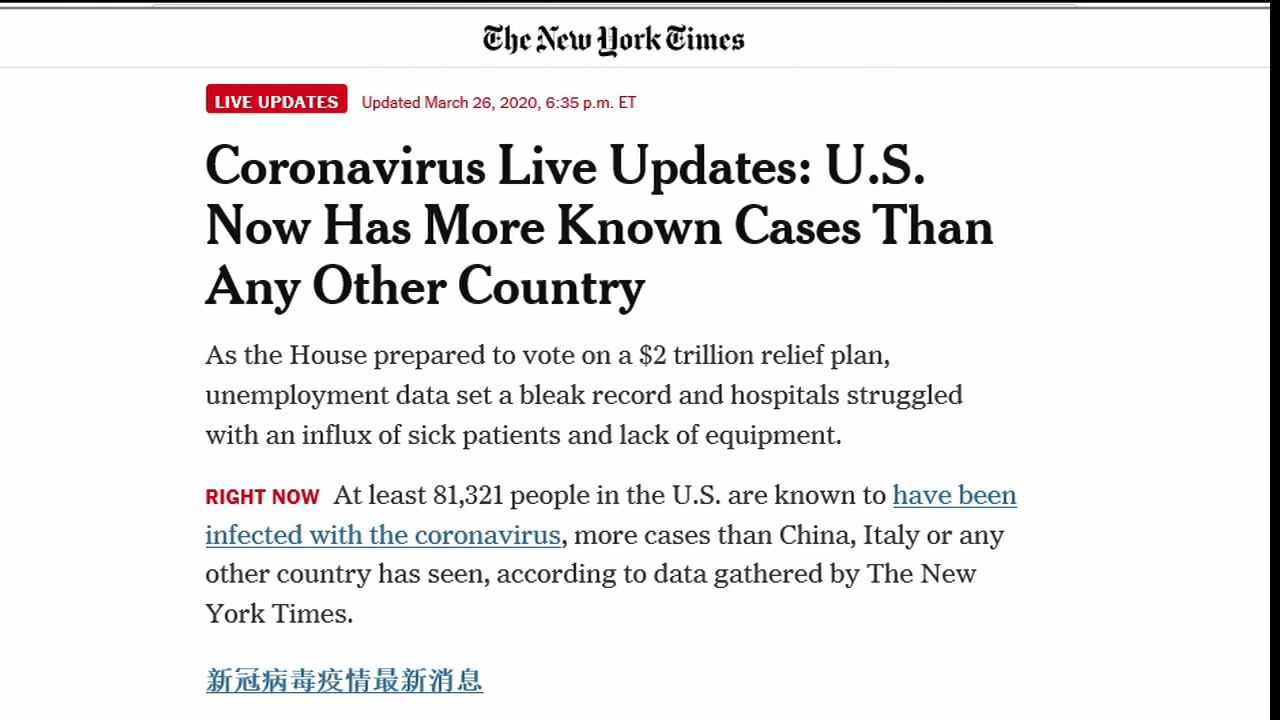 The New York Times
LIVE UPDATES Updated March 26, 2020, 6:35 p.m. ET
Coronavirus Live Updates: U.S.
Now Has More Known Cases Than
Any Other Country
As the House prepared to vote on a $2 trillion relief plan,
unemployment data set a bleak record and hospitals struggled
with an influx of sick patients and lack of equipment.
RIGHT NOW At least 81,321 people in the U.S. are known to have been
infected with the coronavirus, more cases than China, Italy or any
other country has seen, according to data gathered by The New
York Times.
新冠病毒疫情最新消息